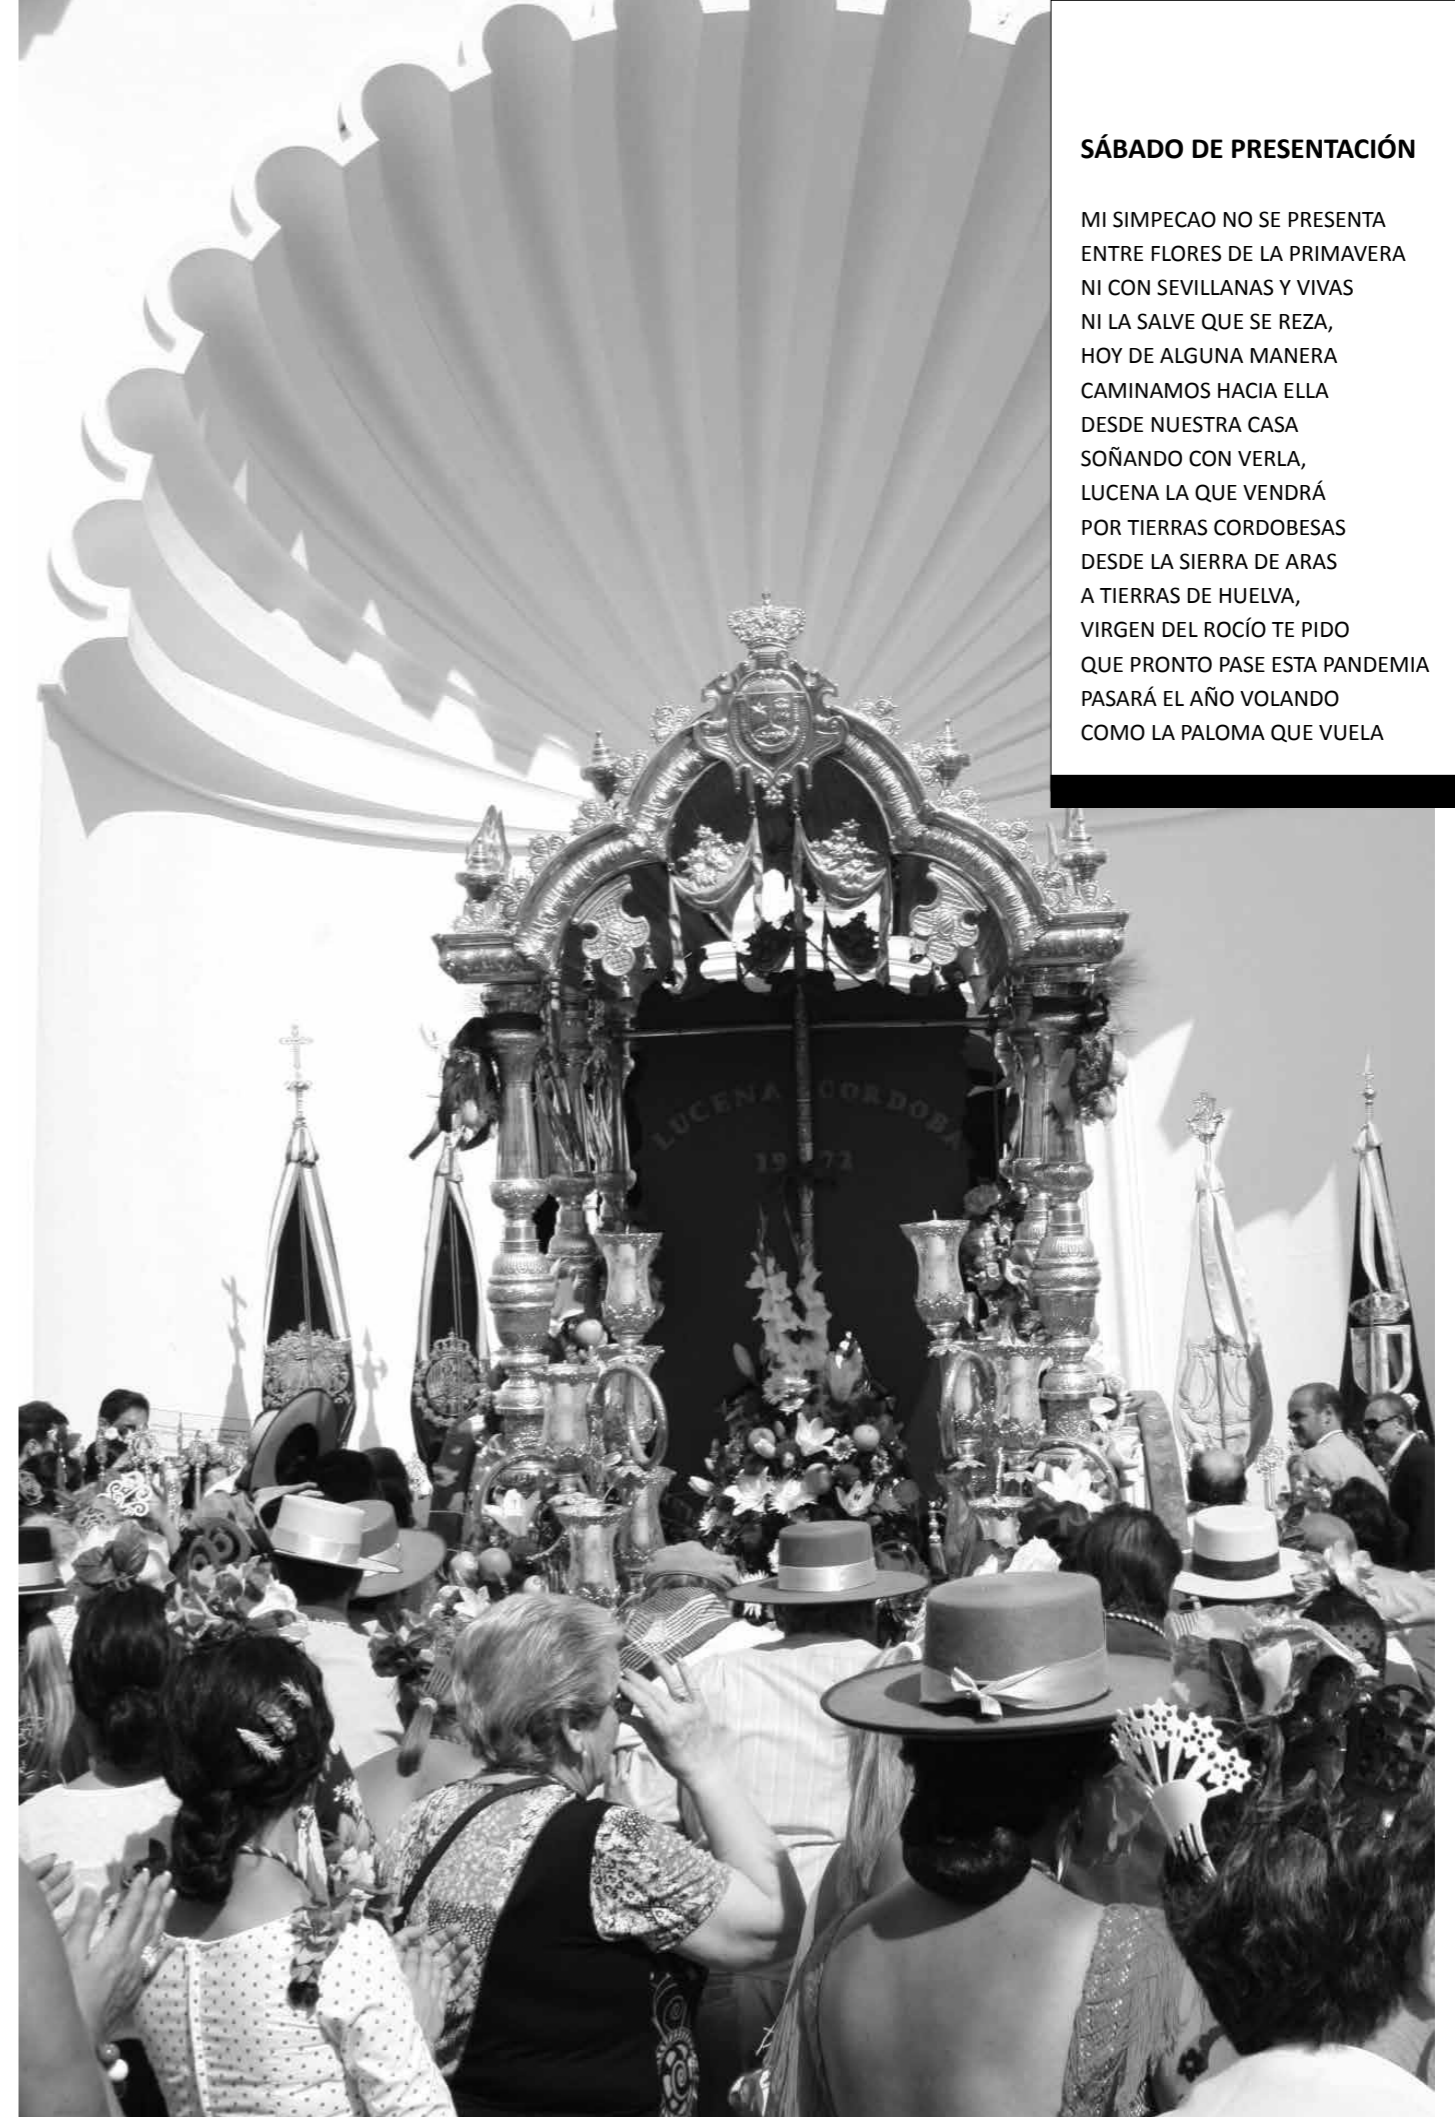 SÁBADO DE PRESENTACIÓN
MI SIMPECAO NO SE PRESENTA
ENTRE FLORES DE LA PRIMAVERA
NI CON SEVILLANAS Y VIVAS
NI LA SALVE QUE SE REZA,
HOY DE ALGUNA MANERA
CAMINAMOS HACIA ELLA
DESDE NUESTRA CASA
SOÑANDO CON VERLA,
LUCENA LA QUE VENDRÁ
POR TIERRAS CORDOBESAS
DESDE LA SIERRA DE ARAS
A TIERRAS DE HUELVA,
VIRGEN DEL ROCÍO TE PIDO
QUE PRONTO PASE ESTA PANDEMIA
PASARÁ EL AÑO VOLANDO
COMO LA PALOMA QUE VUELA
LUCENA CORDOBA